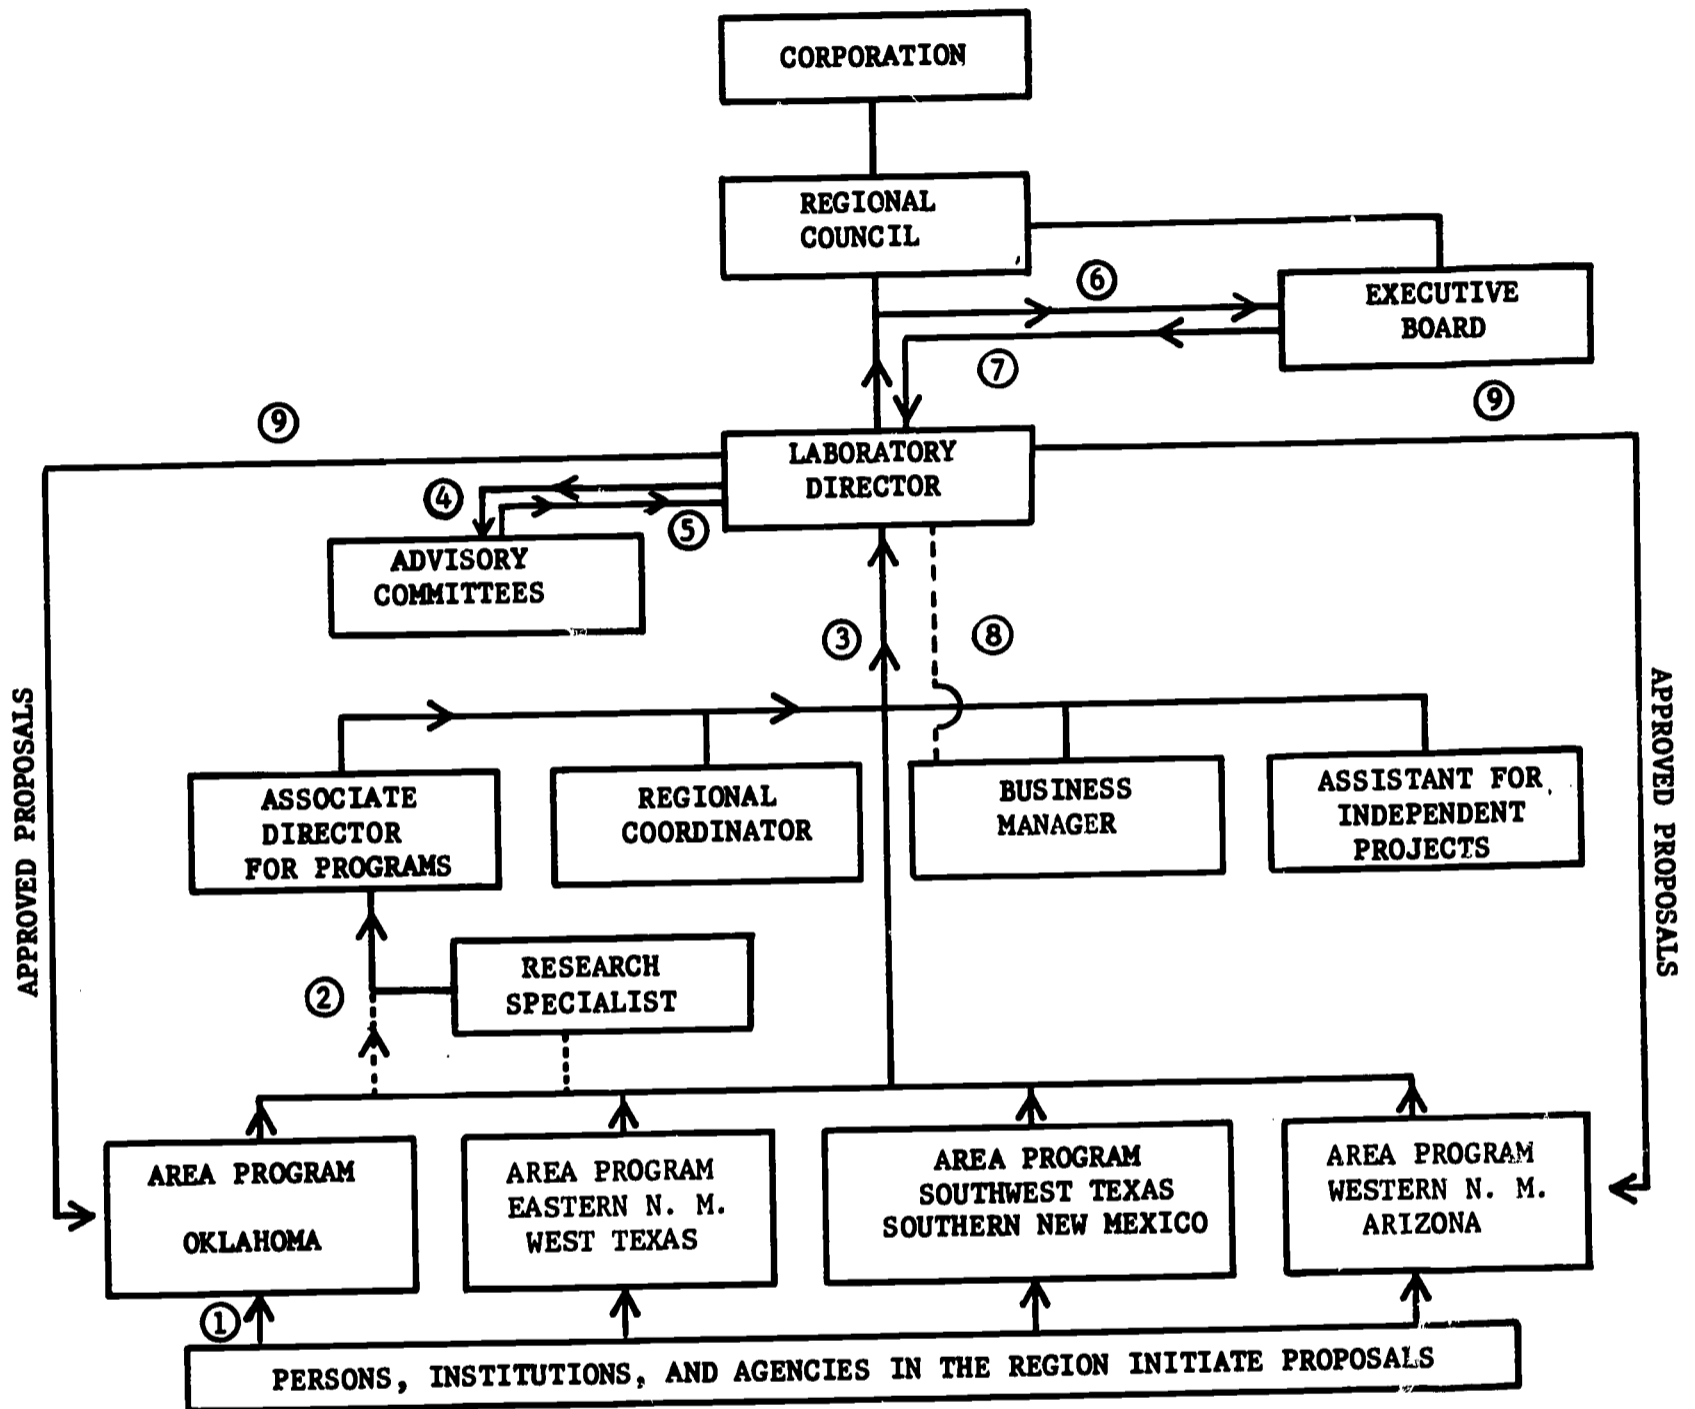 CORPORATION
REGIONAL
COUNCIL
⑥
EXECUTIVE
BOARD
⑦
⑨
⑨
LABORATORY
DIRECTOR
④
⑤
ADVISORY
COMMITTEES
③
⑧
APPROVED PROPOSALS
APPROVED PROPOSALS
ASSOCIATE
DIRECTOR
FOR PROGRAMS
REGIONAL
COORDINATOR
BUSINESS
MANAGER
ASSISTANT FOR
INDEPENDENT
PROJECTS
②
RESEARCH
SPECIALIST
AREA PROGRAM
OKLAHOMA
AREA PROGRAM
EASTERN N. M.
WEST TEXAS
AREA PROGRAM
SOUTHWEST TEXAS
SOUTHERN NEW MEXICO
AREA PROGRAM
WESTERN N. M.
ARIZONA
①
PERSONS, INSTITUTIONS, AND AGENCIES IN THE REGION INITIATE PROPOSALS